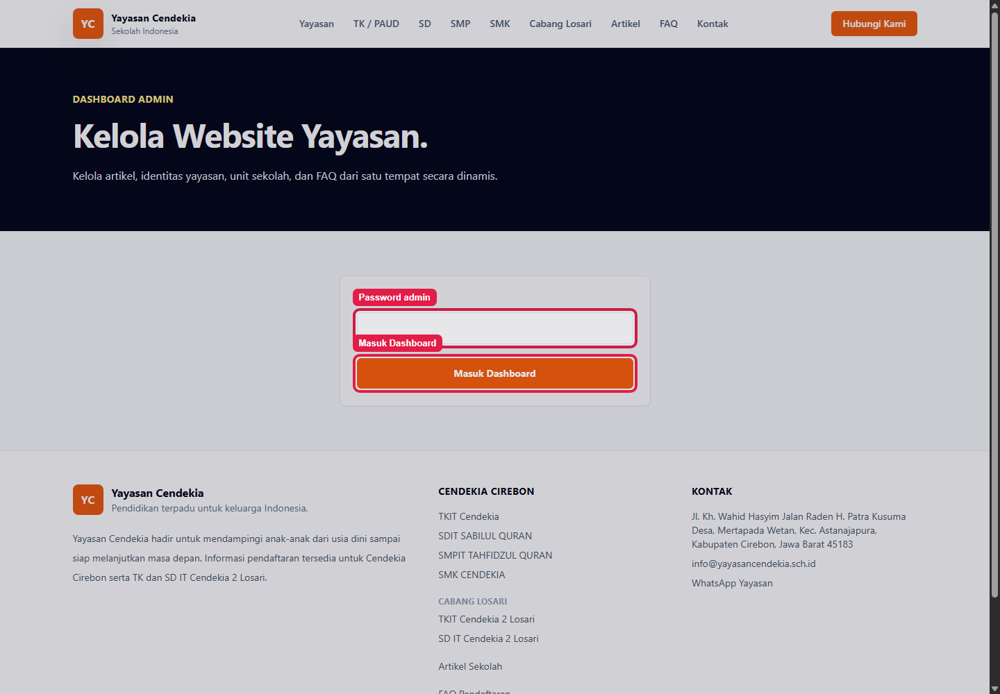 YC
Yayasan Cendekia
Sekolah Indonesia
Yayasan
TK / PAUD
SD
SMP
SMK
Cabang Losari
Artikel
FAQ
Kontak
Hubungi Kami
DASHBOARD ADMIN
Kelola Website Yayasan.
Kelola artikel, identitas yayasan, unit sekolah, dan FAQ dari satu tempat secara dinamis.
Password admin
Masuk Dashboard
Masuk Dashboard
YC
Yayasan Cendekia
Pendidikan terpadu untuk keluarga Indonesia.
Yayasan Cendekia hadir untuk mendampingi anak-anak dari usia dini sampai
siap melanjutkan masa depan. Informasi pendaftaran tersedia untuk Cendekia
Cirebon serta TK dan SD IT Cendekia 2 Losari.
CENDEKIA CIREBON
TKIT Cendekia
SDIT SABILUL QURAN
SMPIT TAHFIDZUL QURAN
SMK CENDEKIA
CABANG LOSARI
TKIT Cendekia 2 Losari
SD IT Cendekia 2 Losari
Artikel Sekolah
FAQ Pendaftaran
KONTAK
Jl. Kh. Wahid Hasyim Jalan Raden H. Patra Kusuma
Desa, Mertapada Wetan, Kec. Astanajapura,
Kabupaten Cirebon, Jawa Barat 45183
info@yayasancendekia.sch.id
WhatsApp Yayasan